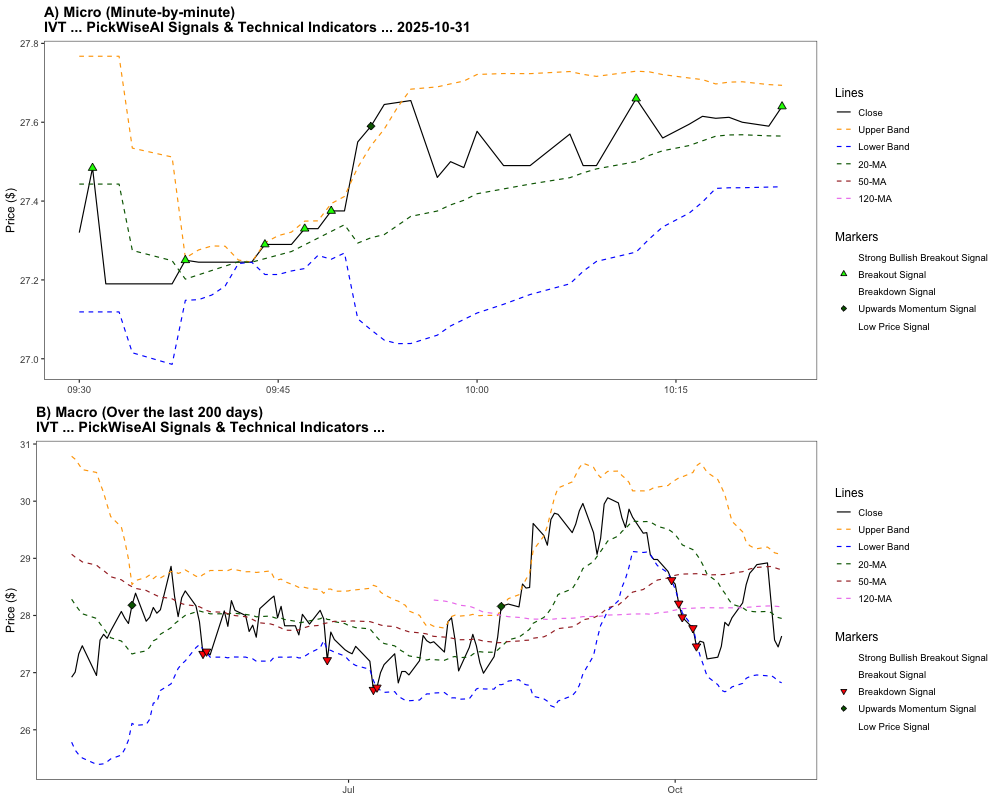 A) Micro (Minute-by-minute)
IVT ... PickWiseAI Signals & Technical Indicators ... 2025-10-31
27.8
27.6
27.4
27.2
27.0
Price ($)
09:30
09:45
10:00
10:15
Lines
Close
Upper Band
Lower Band
20-MA
50-MA
120-MA
Markers
Strong Bullish Breakout Signal
Breakout Signal
Breakdown Signal
Upwards Momentum Signal
Low Price Signal
B) Macro (Over the last 200 days)
IVT ... PickWiseAI Signals & Technical Indicators ...
31
30
29
28
27
26
Price ($)
Jul
Oct
Lines
Close
Upper Band
Lower Band
20-MA
50-MA
120-MA
Markers
Strong Bullish Breakout Signal
Breakout Signal
Breakdown Signal
Upwards Momentum Signal
Low Price Signal